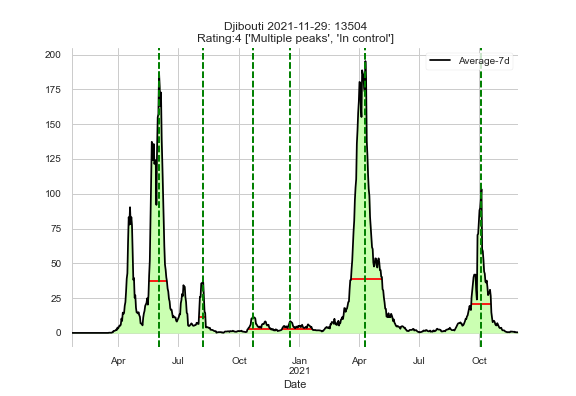 Djibouti 2021-11-29: 13504
Rating:4 ['Multiple peaks', 'In control']
Average-7d
200
175
150
125
100
75
50
25
0
Apr Jul Oct Jan Apr Jul Oct
2021
Date